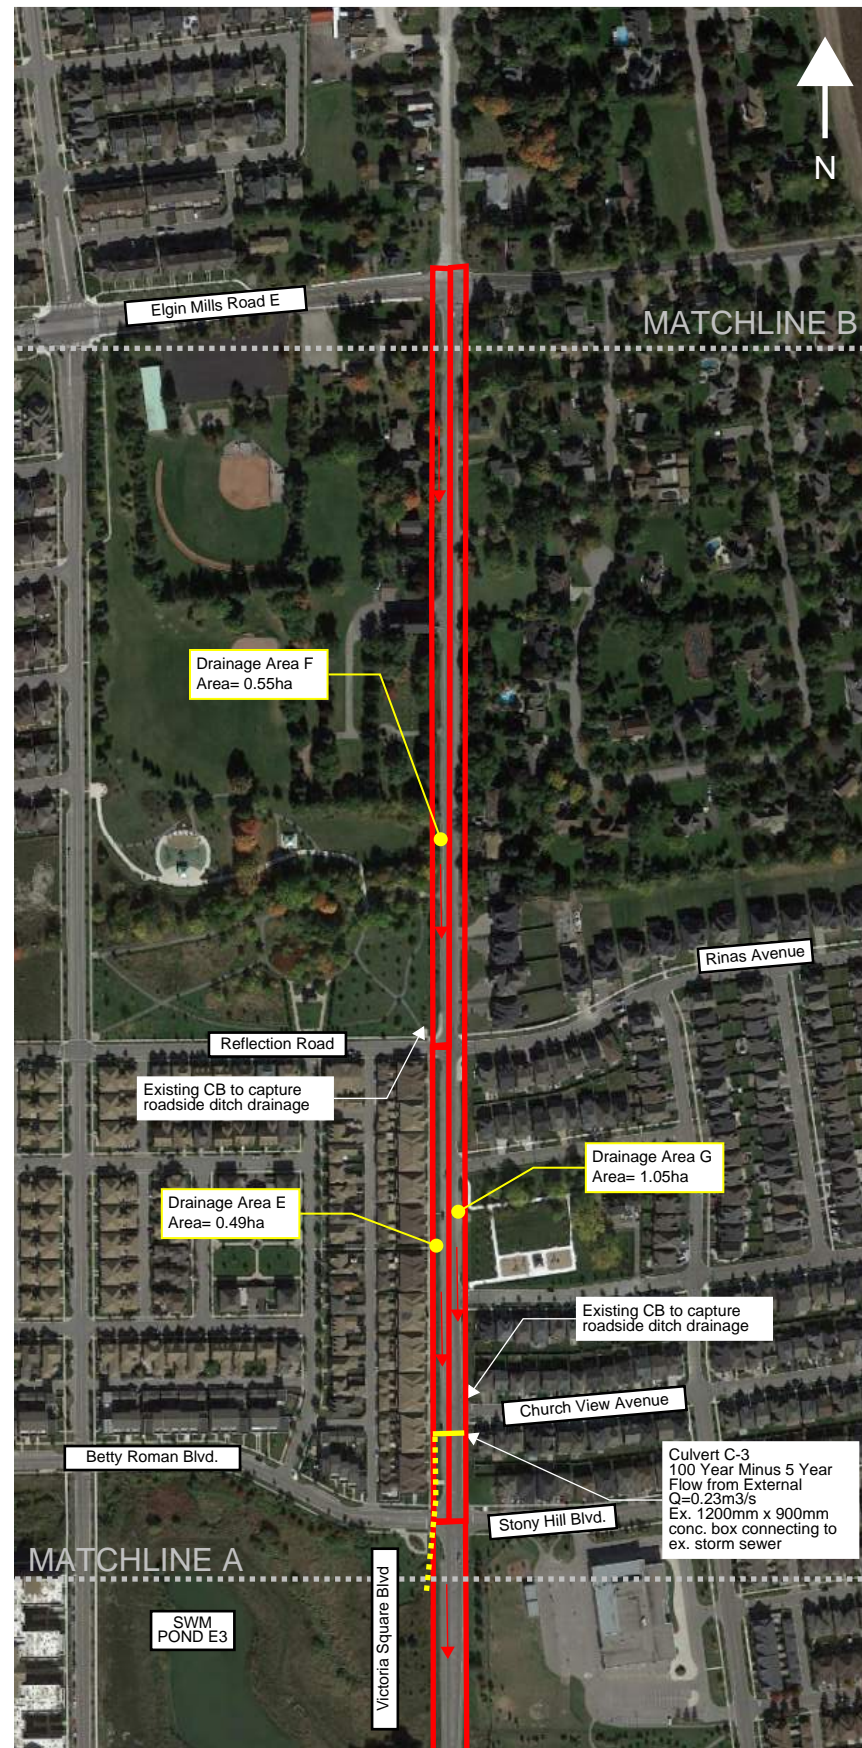 N
Elgin Mills Road E
MATCHLINE B
Drainage Area F
Area= 0.55ha
Rinas Avenue
Reflection Road
Existing CB to capture
roadside ditch drainage
Drainage Area G
Area= 1.05ha
Drainage Area E
Area= 0.49ha
Existing CB to capture
roadside ditch drainage
Church View Avenue
Betty Roman Blvd.
Culvert C-3
100 Year Minus 5 Year
Flow from External
Q=0.23m3/s
Ex. 1200mm x 900mm
conc. box connecting to
ex. storm sewer
Stony Hill Blvd.
MATCHLINE A
Victoria Square Blvd
SWM
POND E3